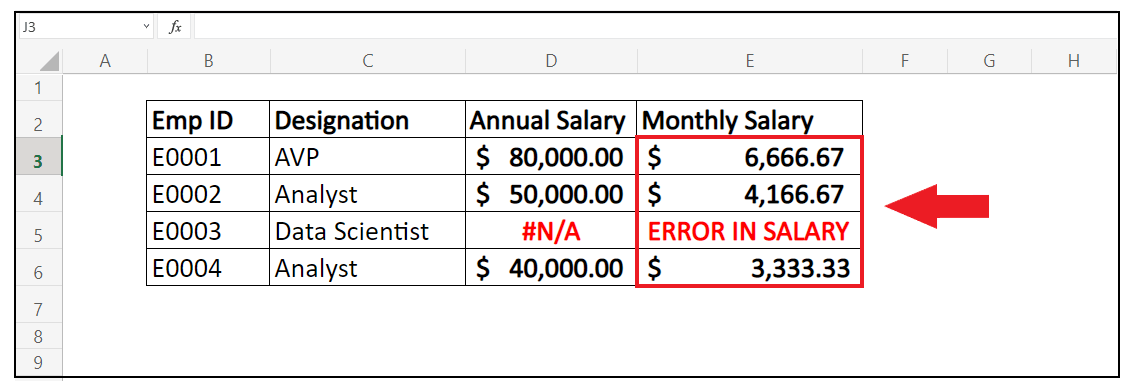 J3 fx
A B C D E F G H
1
2 Emp ID Designation Annual Salary Monthly Salary
3 E0001 AVP $ 80,000.00 $ 6,666.67
4 E0002 Analyst $ 50,000.00 $ 4,166.67
5 E0003 Data Scientist #N/A ERROR IN SALARY
6 E0004 Analyst $ 40,000.00 $ 3,333.33
7
8
9